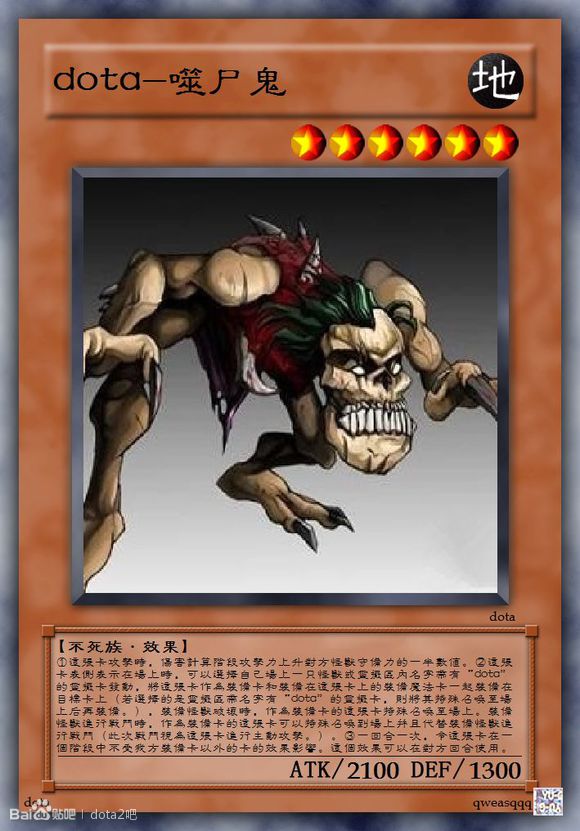 dota-噬尸鬼
地
dota
【不死族·效果】
①這張卡攻擊時，傷害計算階段攻擊力上升對方怪獸守備力的一半數值。②這張
卡表側表示在場上時，可以選擇自己場上一只怪獸或靈擺區內名字帶有“dota”
的靈擺卡發動，將這張卡作為裝備卡和裝備在這張卡上的裝備魔法卡一起裝備在
目標卡上（若選擇的是靈擺區帶名字有“dota”的靈擺卡，則將其特殊召喚至場
上后再裝備。），裝備怪獸破壞時，作為裝備卡的這張卡特殊召喚至場上。裝備
怪獸進行戰鬥時，作為裝備卡的這張卡可以特殊召喚到場上并且代替裝備怪獸進
行戰鬥（此次戰鬥視為這張卡進行主動攻擊。）。③一回合一次，令這張卡在一
個階段中不受我方裝備卡以外的卡的效果影響。這個效果可以在對方回合使用。
ATK/2100 DEF/1300
qweasqqq
Bai贴吧 | dota2吧